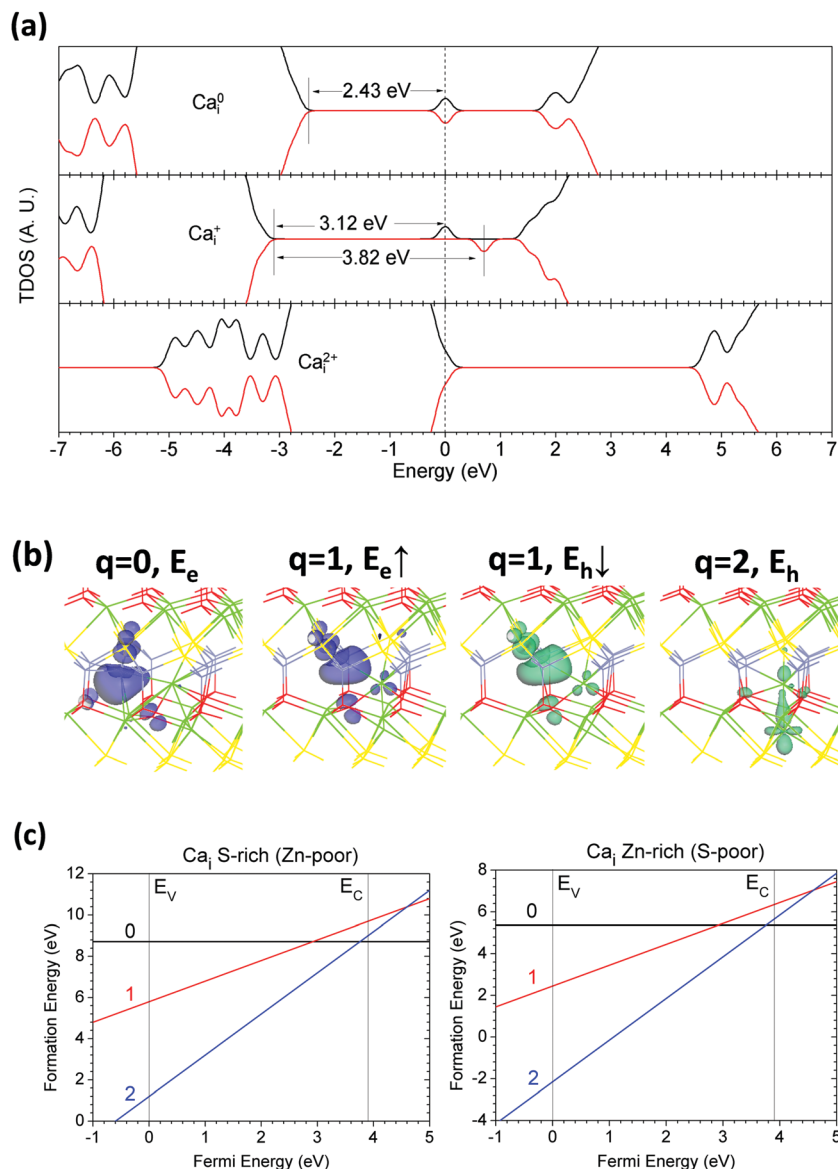 (a)
Ca_i^0
2.43 eV
Ca_i^+
3.12 eV
3.82 eV
Ca_i^{2+}
TDOS (A. U.)
-7 -6 -5 -4 -3 -2 -1 0 1 2 3 4 5 6 7
Energy (eV)
(b)
q=0, E_e
q=1, E_e↑
q=1, E_h↓
q=2, E_h
(c)
Ca_i S-rich (Zn-poor)
12
10
8
6
4
2
0
E_V
E_C
0
1
2
Formation Energy (eV)
-1 0 1 2 3 4 5
Fermi Energy (eV)
Ca_i Zn-rich (S-poor)
8
6
4
2
0
-2
-4
E_V
E_C
0
1
2
Formation Energy (eV)
-1 0 1 2 3 4 5
Fermi Energy (eV)